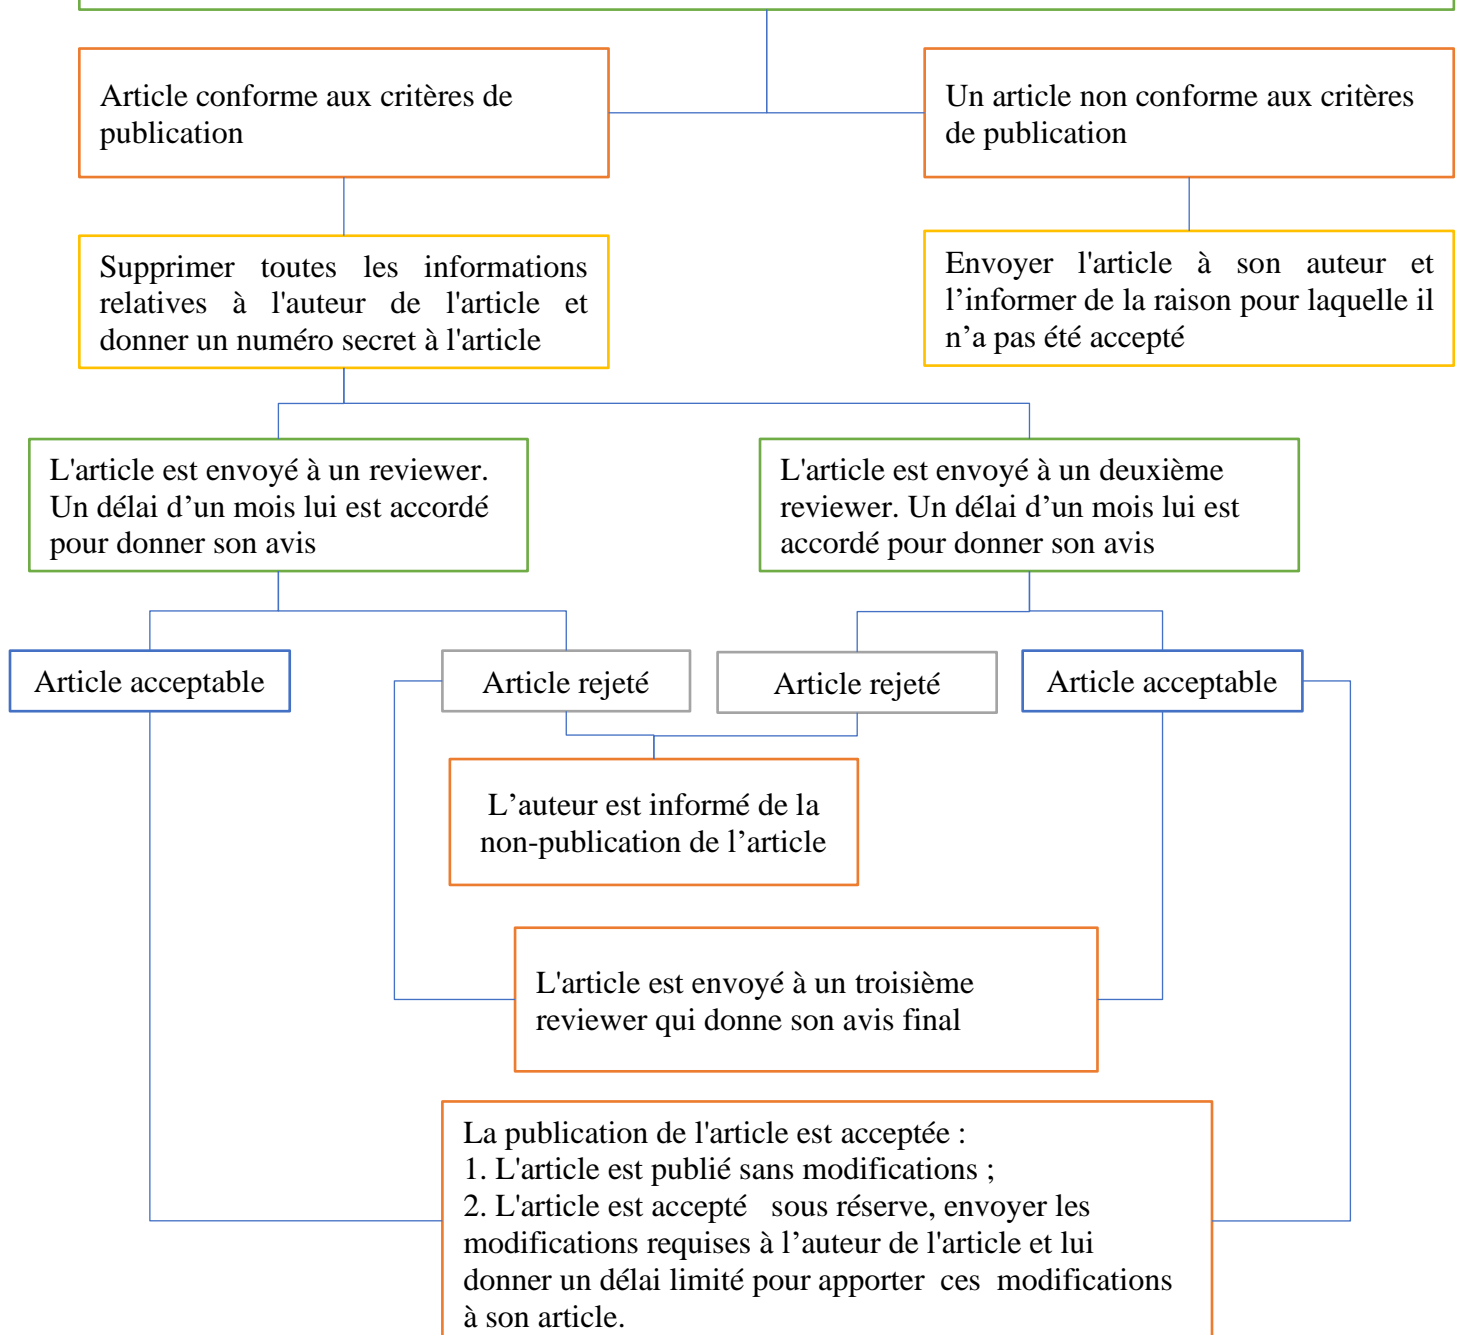 Article conforme aux critères de
publication
Un article non conforme aux critères
de publication
Supprimer toutes les informations
relatives à l'auteur de l'article et
donner un numéro secret à l'article
Envoyer l'article à son auteur et
l’informer de la raison pour laquelle il
n’a pas été accepté
L'article est envoyé à un reviewer.
Un délai d’un mois lui est accordé
pour donner son avis
L'article est envoyé à un deuxième
reviewer. Un délai d’un mois lui est
accordé pour donner son avis
Article acceptable
Article rejeté
Article rejeté
Article acceptable
L’auteur est informé de la
non-publication de l’article
L'article est envoyé à un troisième
reviewer qui donne son avis final
La publication de l'article est acceptée :
1. L'article est publié sans modifications ;
2. L'article est accepté sous réserve, envoyer les
modifications requises à l’auteur de l'article et lui
donner un délai limité pour apporter ces modifications
à son article.